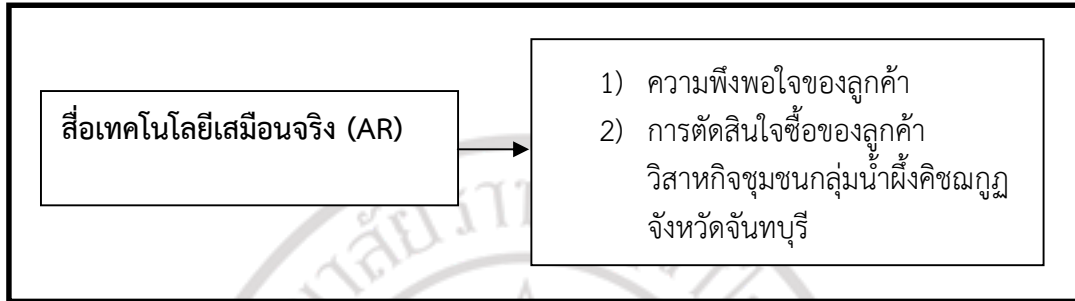 สื่อเทคโนโลยีเสมือนจริง (AR)
1) ความพึงพอใจของลูกค้า
2) การตัดสินใจซื้อของลูกค้า
วิสาหกิจชุมชนกลุ่มน้ำผึ้งคิชฌกูฏ
จังหวัดจันทบุรี